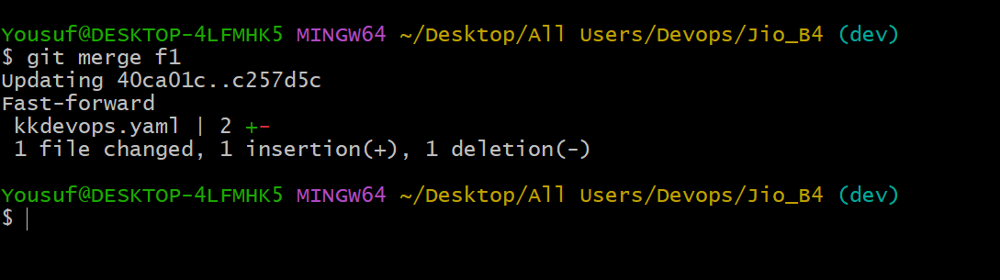 Yousuf@DESKTOP-4LFMHK5 MINGW64 ~/Desktop/All Users/Devops/Jio_B4 (dev)
$ git merge f1
Updating 40ca01c..c257d5c
Fast-forward
 kkdevops.yaml | 2 +-
 1 file changed, 1 insertion(+), 1 deletion(-)
Yousuf@DESKTOP-4LFMHK5 MINGW64 ~/Desktop/All Users/Devops/Jio_B4 (dev)
$